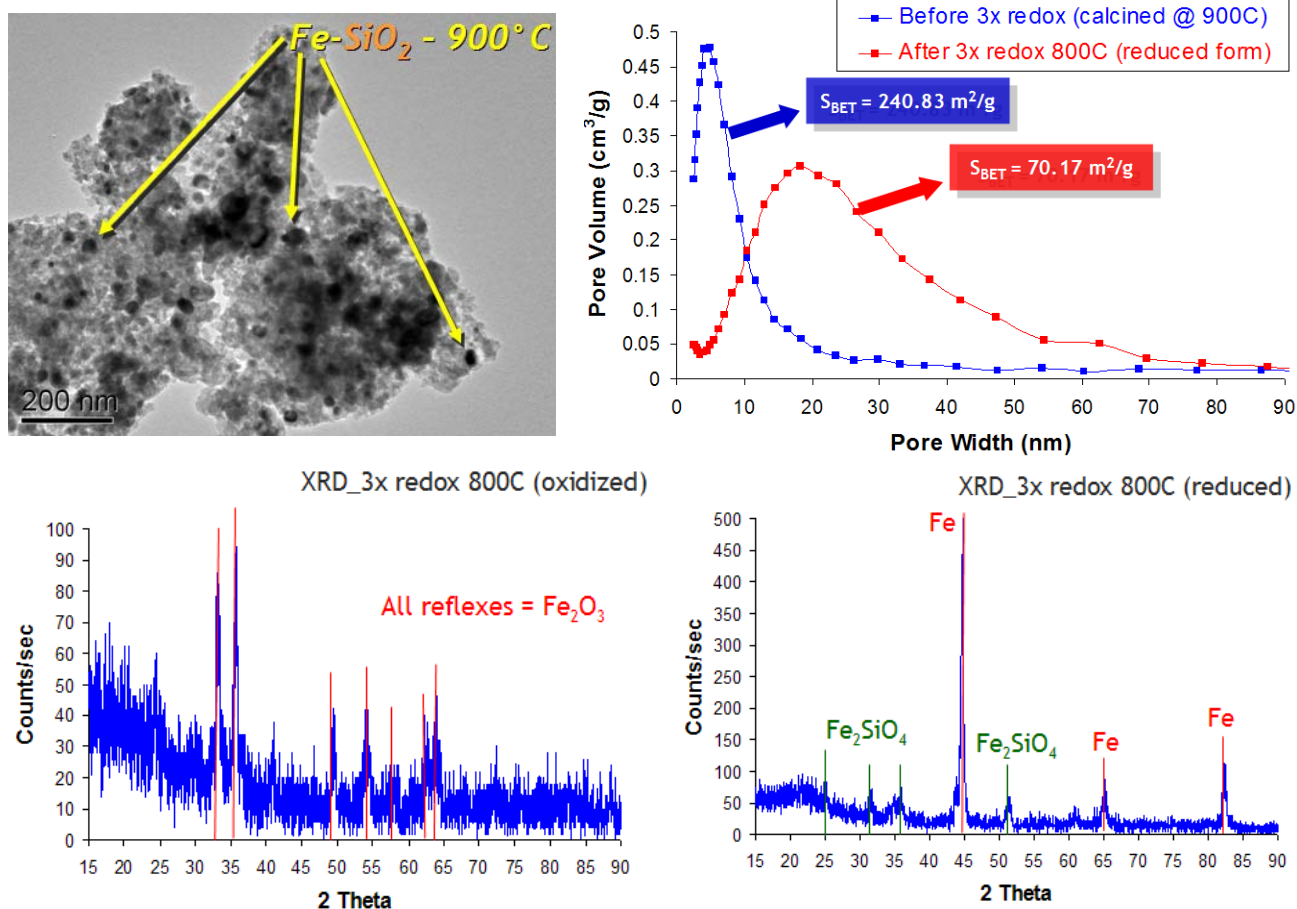 Fe-SiO₂ - 900°C
200 nm
Before 3x redox (calcined @ 900C)
After 3x redox 800C (reduced form)
S_BET = 240.83 m²/g
S_BET = 70.17 m²/g
Pore Volume (cm³/g)
0.5
0.45
0.4
0.35
0.3
0.25
0.2
0.15
0.1
0.05
0
0 10 20 30 40 50 60 70 80 90
Pore Width (nm)
XRD_3x redox 800C (oxidized)
All reflexes = Fe₂O₃
Counts/sec
100
90
80
70
60
50
40
30
20
10
0
15 20 25 30 35 40 45 50 55 60 65 70 75 80 85 90
2 Theta
XRD_3x redox 800C (reduced)
Fe
Fe₂SiO₄
Fe₂SiO₄
Fe
Fe
Counts/sec
500
450
400
350
300
250
200
150
100
50
0
15 20 25 30 35 40 45 50 55 60 65 70 75 80 85 90
2 Theta